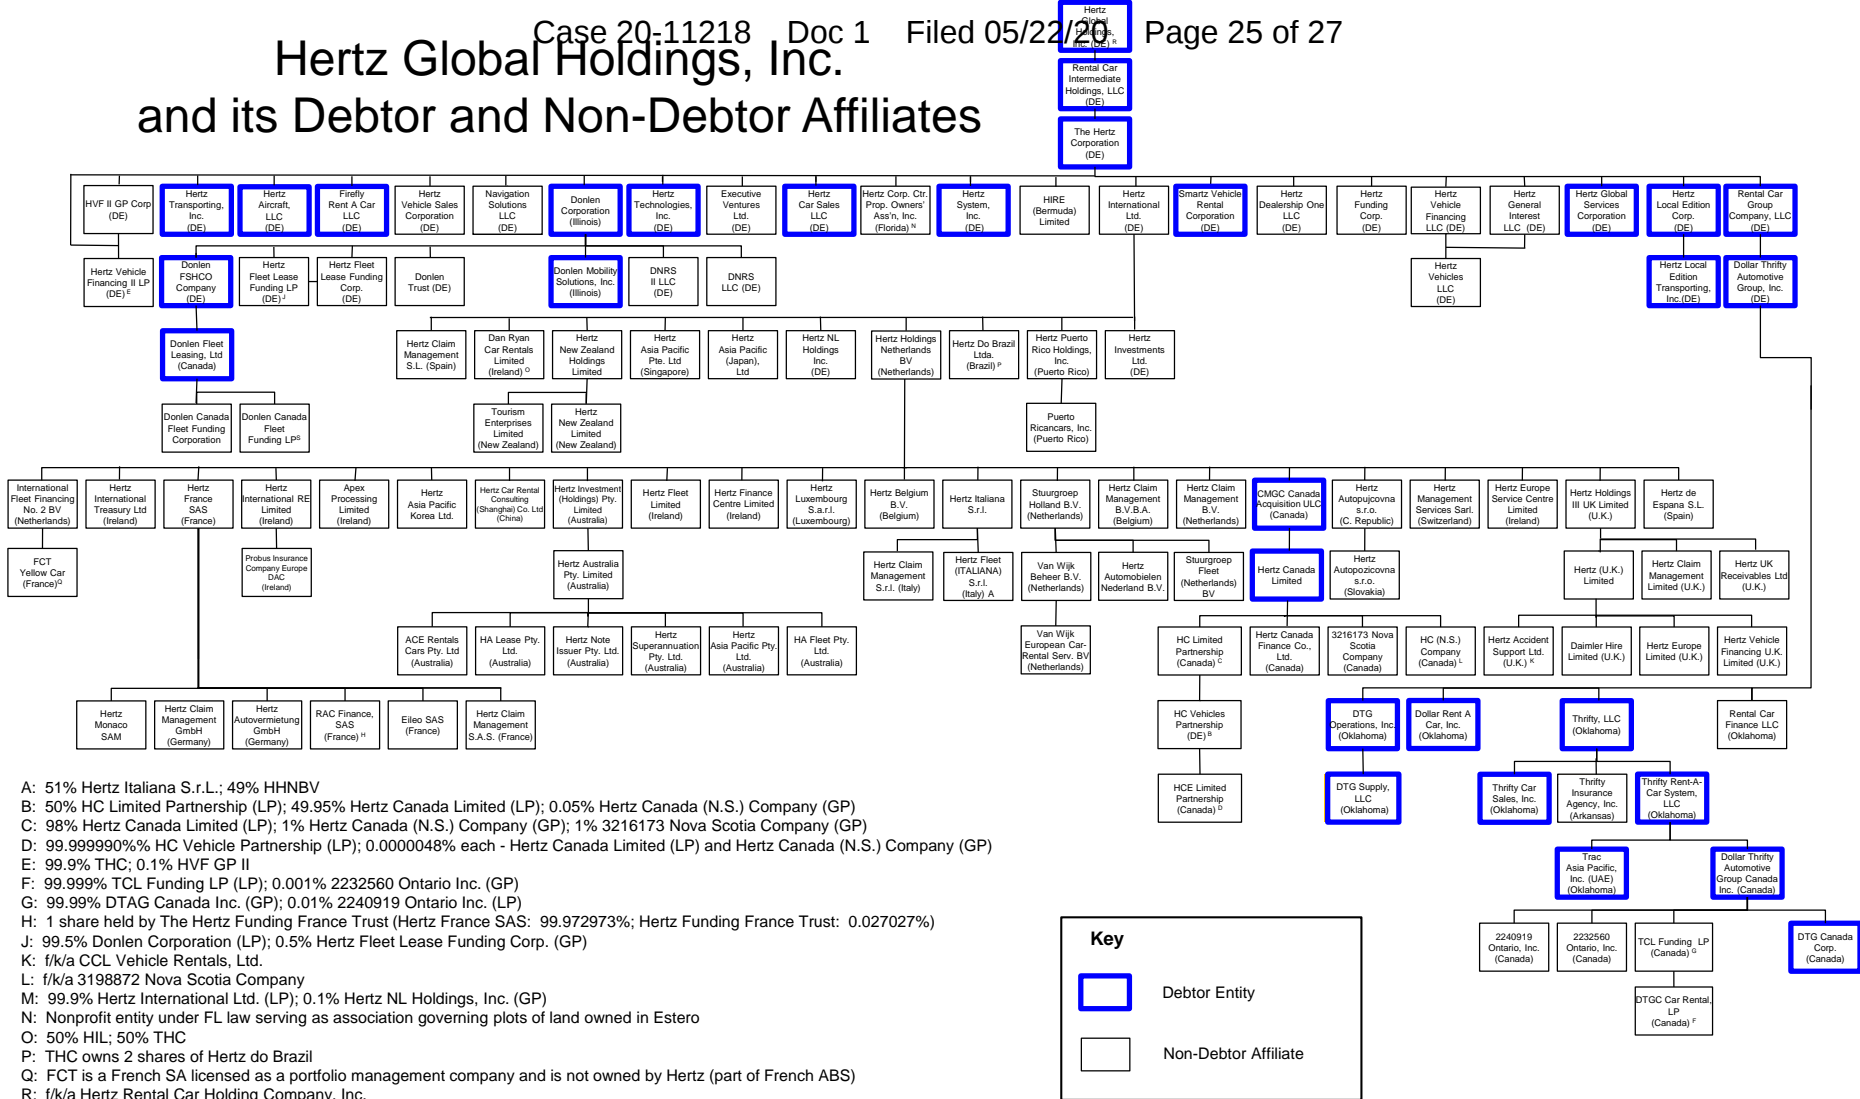 Case 20-11218 Doc 1 Filed 05/22/20 Page 25 of 27
Hertz Global Holdings, Inc.
and its Debtor and Non-Debtor Affiliates
Hertz
Global
Holdings,
Inc. (DE) R
Rental Car
Intermediate
Holdings, LLC
(DE)
The Hertz
Corporation
(DE)
HVF II GP Corp
(DE)
Hertz
Transporting,
Inc.
(DE)
Hertz
Aircraft,
LLC
(DE)
Firefly
Rent A Car
LLC
(DE)
Hertz
Vehicle Sales
Corporation
(DE)
Navigation
Solutions
LLC
(DE)
Donlen
Corporation
(Illinois)
Hertz
Technologies,
Inc.
(DE)
Executive
Ventures
Ltd.
(DE)
Hertz
Car Sales
LLC
(DE)
Hertz Corp. Ctr.
Prop. Owners'
Ass'n, Inc.
(Florida) N
Hertz
System,
Inc.
(DE)
HIRE
(Bermuda)
Limited
Hertz
International
Ltd.
(DE)
Smartz Vehicle
Rental
Corporation
(DE)
Hertz
Dealership One
LLC
(DE)
Hertz
Funding
Corp.
(DE)
Hertz
Vehicle
Financing
LLC (DE)
Hertz
General
Interest
LLC (DE)
Hertz Global
Services
Corporation
(DE)
Hertz
Local Edition
Corp.
(DE)
Rental Car
Group
Company, LLC
(DE)
Hertz Vehicle
Financing II LP
(DE) E
Donlen
FSHCO
Company
(DE)
Hertz
Fleet Lease
Funding LP
(DE) J
Hertz Fleet
Lease Funding
Corp.
(DE)
Donlen
Trust (DE)
Donlen Mobility
Solutions, Inc.
(Illinois)
DNRS
II LLC
(DE)
DNRS
LLC (DE)
Hertz
Vehicles
LLC
(DE)
Hertz Local
Edition
Transporting,
Inc.(DE)
Dollar Thrifty
Automotive
Group, Inc.
(DE)
Donlen Fleet
Leasing, Ltd
(Canada)
Hertz Claim
Management
S.L. (Spain)
Dan Ryan
Car Rentals
Limited
(Ireland) O
Hertz
New Zealand
Holdings
Limited
Hertz
Asia Pacific
Pte. Ltd
(Singapore)
Hertz
Asia Pacific
(Japan),
Ltd
Hertz NL
Holdings
Inc.
(DE)
Hertz Holdings
Netherlands
BV
(Netherlands)
Hertz Do Brazil
Ltda.
(Brazil) P
Hertz Puerto
Rico Holdings,
Inc.
(Puerto Rico)
Hertz
Investments
Ltd.
(DE)
Donlen Canada
Fleet Funding
Corporation
Donlen Canada
Fleet
Funding LP S
Tourism
Enterprises
Limited
(New Zealand)
Hertz
New Zealand
Limited
(New Zealand)
Puerto
Ricancars, Inc.
(Puerto Rico)
International
Fleet Financing
No. 2 BV
(Netherlands)
Hertz
International
Treasury Ltd
(Ireland)
Hertz
France
SAS
(France)
Hertz
International RE
Limited
(Ireland)
Apex
Processing
Limited
(Ireland)
Hertz
Asia Pacific
Korea Ltd.
Hertz Car Rental
Consulting
(Shanghai) Co. Ltd
(China)
Hertz Investment
(Holdings) Pty.
Limited
(Australia)
Hertz Fleet
Limited
(Ireland)
Hertz Finance
Centre Limited
(Ireland)
Hertz
Luxembourg
S.a.r.l.
(Luxembourg)
Hertz Belgium
B.V.
(Belgium)
Hertz Italiana
S.r.l.
Stuurgroep
Holland B.V.
(Netherlands)
Hertz Claim
Management
B.V.B.A.
(Belgium)
Hertz Claim
Management
B.V.
(Netherlands)
CMGC Canada
Acquisition ULC
(Canada)
Hertz
Autopujcovna
s.r.o.
(C. Republic)
Hertz
Management
Services Sarl.
(Switzerland)
Hertz Europe
Service Centre
Limited
(Ireland)
Hertz Holdings
III UK Limited
(U.K.)
Hertz de
Espana S.L.
(Spain)
FCT
Yellow Car
(France) Q
Probus Insurance
Company Europe
DAC
(Ireland)
Hertz Australia
Pty. Limited
(Australia)
Hertz Claim
Management
S.r.l. (Italy)
Hertz Fleet
(ITALIANA)
S.r.l.
(Italy) A
Van Wijk
Beheer B.V.
(Netherlands)
Hertz
Automobielen
Nederland B.V.
Stuurgroep
Fleet
(Netherlands)
BV
Hertz Canada
Limited
Hertz
Autopozicovna
s.r.o.
(Slovakia)
Hertz (U.K.)
Limited
Hertz Claim
Management
Limited (U.K.)
Hertz UK
Receivables Ltd
(U.K.)
ACE Rentals
Cars Pty. Ltd
(Australia)
HA Lease Pty.
Ltd.
(Australia)
Hertz Note
Issuer Pty. Ltd.
(Australia)
Hertz
Superannuation
Pty. Ltd.
(Australia)
Hertz
Asia Pacific Pty.
Ltd.
(Australia)
HA Fleet Pty.
Ltd.
(Australia)
Van Wijk
European Car-
Rental Serv. BV
(Netherlands)
HC Limited
Partnership
(Canada) C
Hertz Canada
Finance Co.,
Ltd.
(Canada)
3216173 Nova
Scotia
Company
(Canada)
HC (N.S.)
Company
(Canada) L
Hertz Accident
Support Ltd.
(U.K.) K
Daimler Hire
Limited (U.K.)
Hertz Europe
Limited (U.K.)
Hertz Vehicle
Financing U.K.
Limited (U.K.)
Hertz
Monaco
SAM
Hertz Claim
Management
GmbH
(Germany)
Hertz
Autovermietung
GmbH
(Germany)
RAC Finance,
SAS
(France) H
Eileo SAS
(France)
Hertz Claim
Management
S.A.S. (France)
HC Vehicles
Partnership
(DE) B
DTG
Operations, Inc.
(Oklahoma)
Dollar Rent A
Car, Inc.
(Oklahoma)
Thrifty, LLC
(Oklahoma)
Rental Car
Finance LLC
(Oklahoma)
HCE Limited
Partnership
(Canada) D
DTG Supply,
LLC
(Oklahoma)
Thrifty Car
Sales, Inc.
(Oklahoma)
Thrifty
Insurance
Agency, Inc.
(Arkansas)
Thrifty Rent-A-
Car System,
LLC
(Oklahoma)
Trac
Asia Pacific,
Inc. (UAE)
(Oklahoma)
Dollar Thrifty
Automotive
Group Canada
Inc. (Canada)
2240919
Ontario, Inc.
(Canada)
2232560
Ontario, Inc.
(Canada)
TCL Funding LP
(Canada) G
DTG Canada
Corp.
(Canada)
DTGC Car Rental,
LP
(Canada) F
A: 51% Hertz Italiana S.r.L.; 49% HHNBV
B: 50% HC Limited Partnership (LP); 49.95% Hertz Canada Limited (LP); 0.05% Hertz Canada (N.S.) Company (GP)
C: 98% Hertz Canada Limited (LP); 1% Hertz Canada (N.S.) Company (GP); 1% 3216173 Nova Scotia Company (GP)
D: 99.999990%% HC Vehicle Partnership (LP); 0.0000048% each - Hertz Canada Limited (LP) and Hertz Canada (N.S.) Company (GP)
E: 99.9% THC; 0.1% HVF GP II
F: 99.999% TCL Funding LP (LP); 0.001% 2232560 Ontario Inc. (GP)
G: 99.99% DTAG Canada Inc. (GP); 0.01% 2240919 Ontario Inc. (LP)
H: 1 share held by The Hertz Funding France Trust (Hertz France SAS: 99.972973%; Hertz Funding France Trust: 0.027027%)
J: 99.5% Donlen Corporation (LP); 0.5% Hertz Fleet Lease Funding Corp. (GP)
K: f/k/a CCL Vehicle Rentals, Ltd.
L: f/k/a 3198872 Nova Scotia Company
M: 99.9% Hertz International Ltd. (LP); 0.1% Hertz NL Holdings, Inc. (GP)
N: Nonprofit entity under FL law serving as association governing plots of land owned in Estero
O: 50% HIL; 50% THC
P: THC owns 2 shares of Hertz do Brazil
Q: FCT is a French SA licensed as a portfolio management company and is not owned by Hertz (part of French ABS)
R: f/k/a Hertz Rental Car Holding Company, Inc.
Key
Debtor Entity
Non-Debtor Affiliate